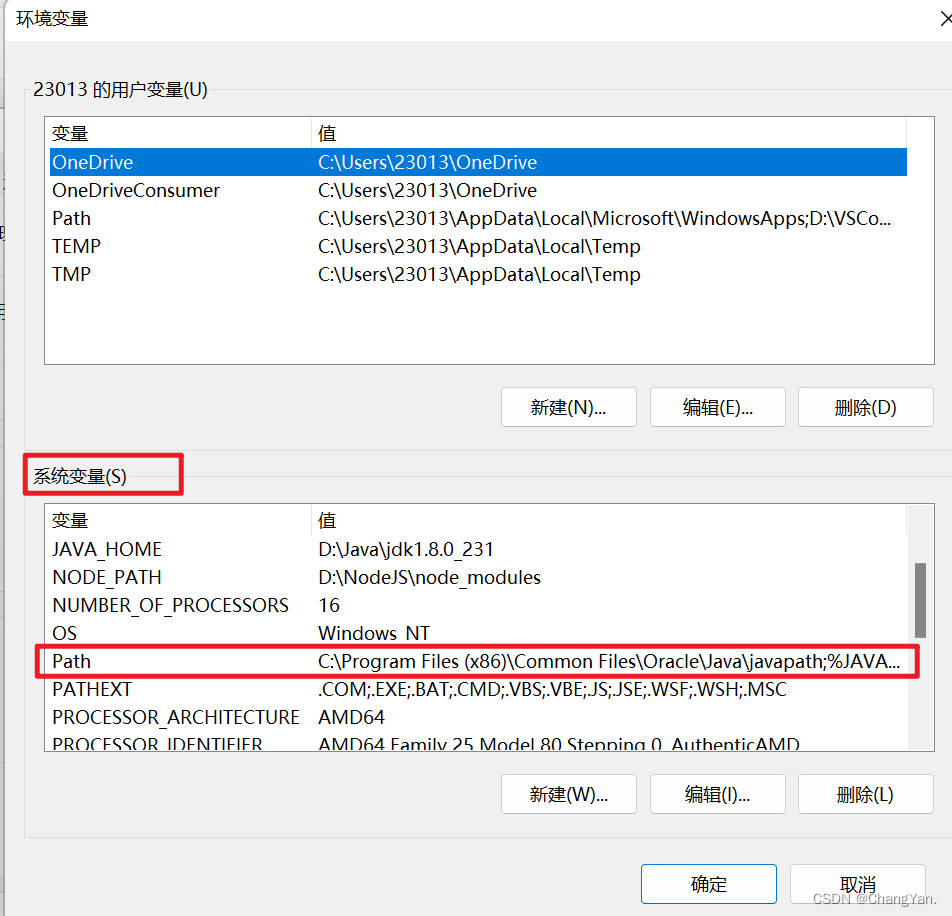 环境变量
23013 的用户变量(U)
变量 值
OneDrive C:\Users\23013\OneDrive
OneDriveConsumer C:\Users\23013\OneDrive
Path C:\Users\23013\AppData\Local\Microsoft\WindowsApps;D:\VSCo...
TEMP C:\Users\23013\AppData\Local\Temp
TMP C:\Users\23013\AppData\Local\Temp
新建(N)... 编辑(E)... 删除(D)
系统变量(S)
变量 值
JAVA_HOME D:\Java\jdk1.8.0_231
NODE_PATH D:\NodeJS\node_modules
NUMBER_OF_PROCESSORS 16
OS Windows_NT
Path C:\Program Files (x86)\Common Files\Oracle\Java\javapath;%JAVA...
PATHEXT .COM;.EXE;.BAT;.CMD;.VBS;.VBE;.JS;.JSE;.WSF;.WSH;.MSC
PROCESSOR_ARCHITECTURE AMD64
PROCESSOR_IDENTIFIER AMD64 Family 25 Model 80 Stepping 0, AuthenticAMD
新建(W)... 编辑(I)... 删除(L)
确定 取消
CSDN @ChangYan.